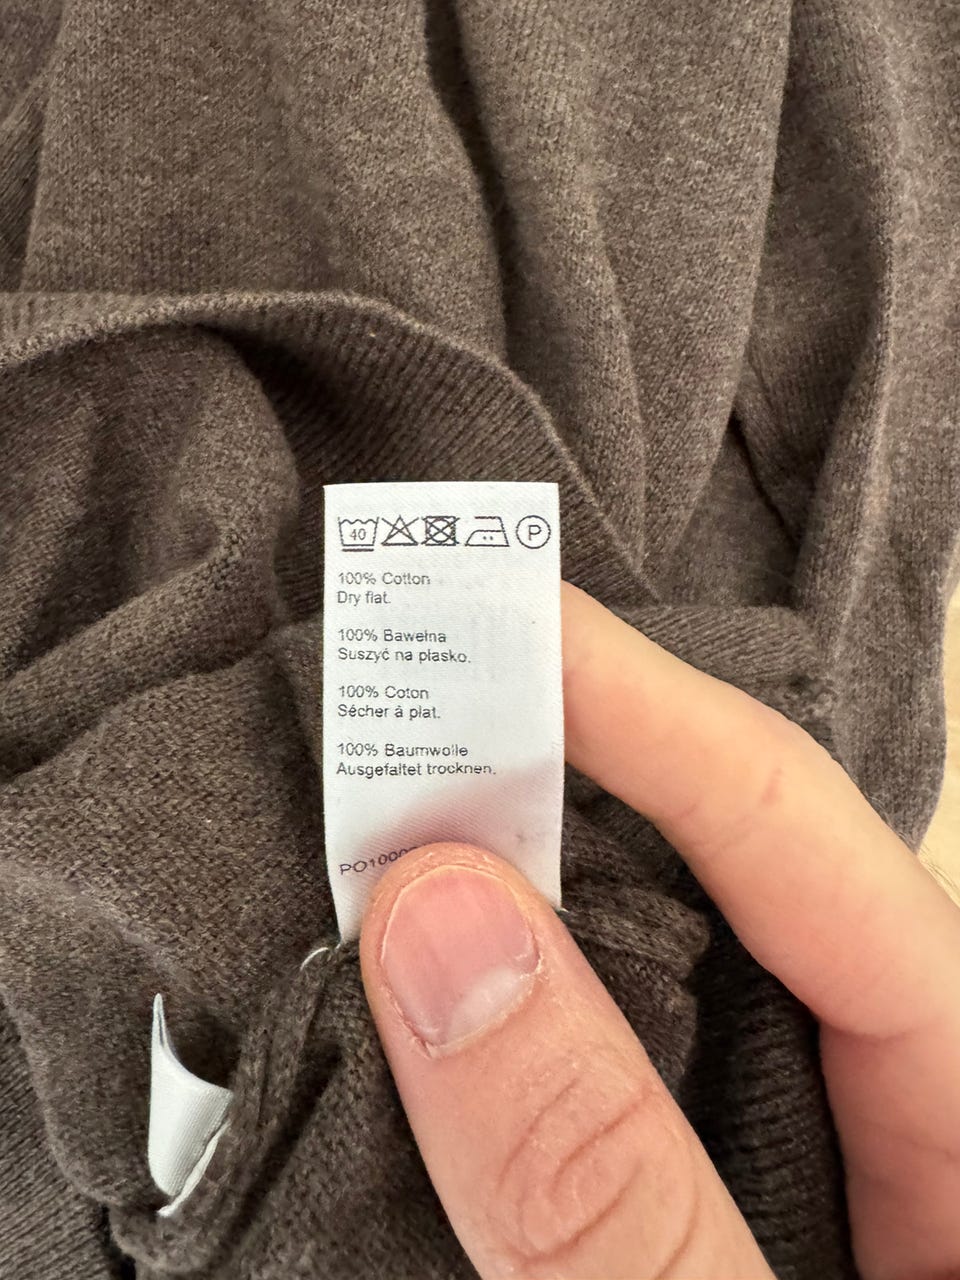 40 P
100% Cotton
Dry flat.
100% Bawełna
Suszyć na płasko.
100% Coton
Sécher à plat.
100% Baumwolle
Ausgefaltet trocknen.